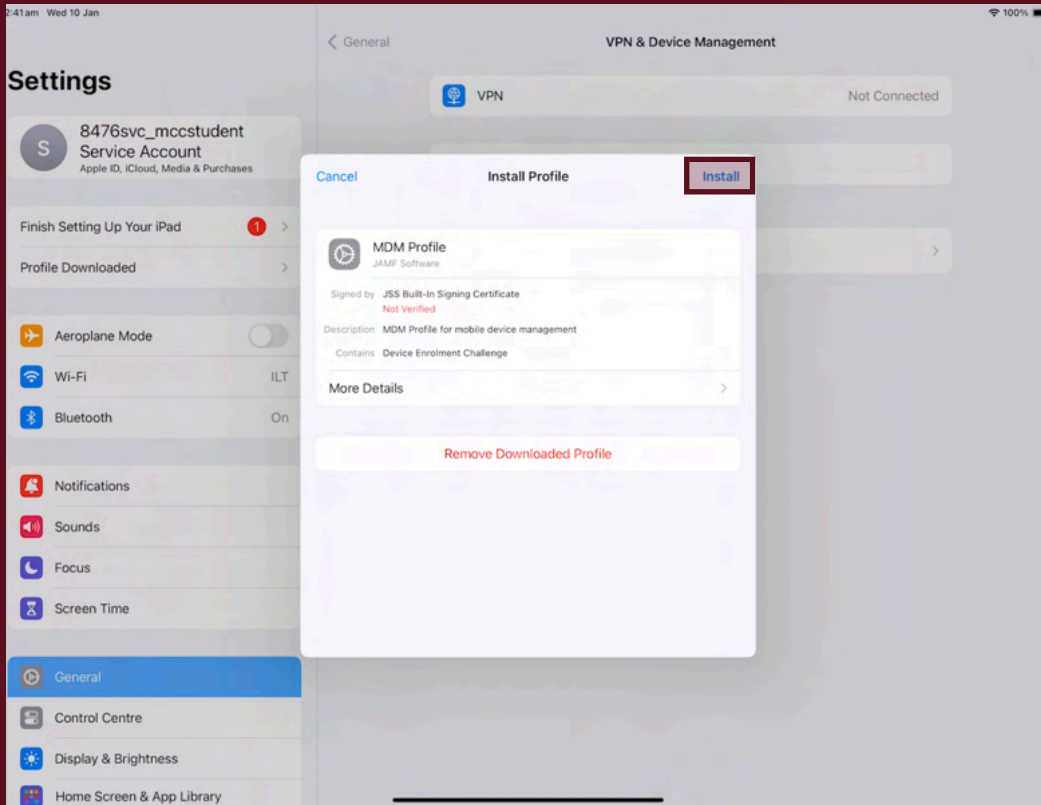 2:41am Wed 10 Jan
100%
Settings
S
8476svc_mccstudent
Service Account
Apple ID, iCloud, Media & Purchases
Finish Setting Up Your iPad 1
Profile Downloaded
Aeroplane Mode
Wi-Fi ILT
Bluetooth On
Notifications
Sounds
Focus
Screen Time
General
Control Centre
Display & Brightness
Home Screen & App Library
General
VPN & Device Management
VPN Not Connected
Cancel Install Profile Install
MDM Profile
JAMF Software
Signed by JSS Built-In Signing Certificate
Not Verified
Description MDM Profile for mobile device management
Contains Device Enrolment Challenge
More Details
Remove Downloaded Profile